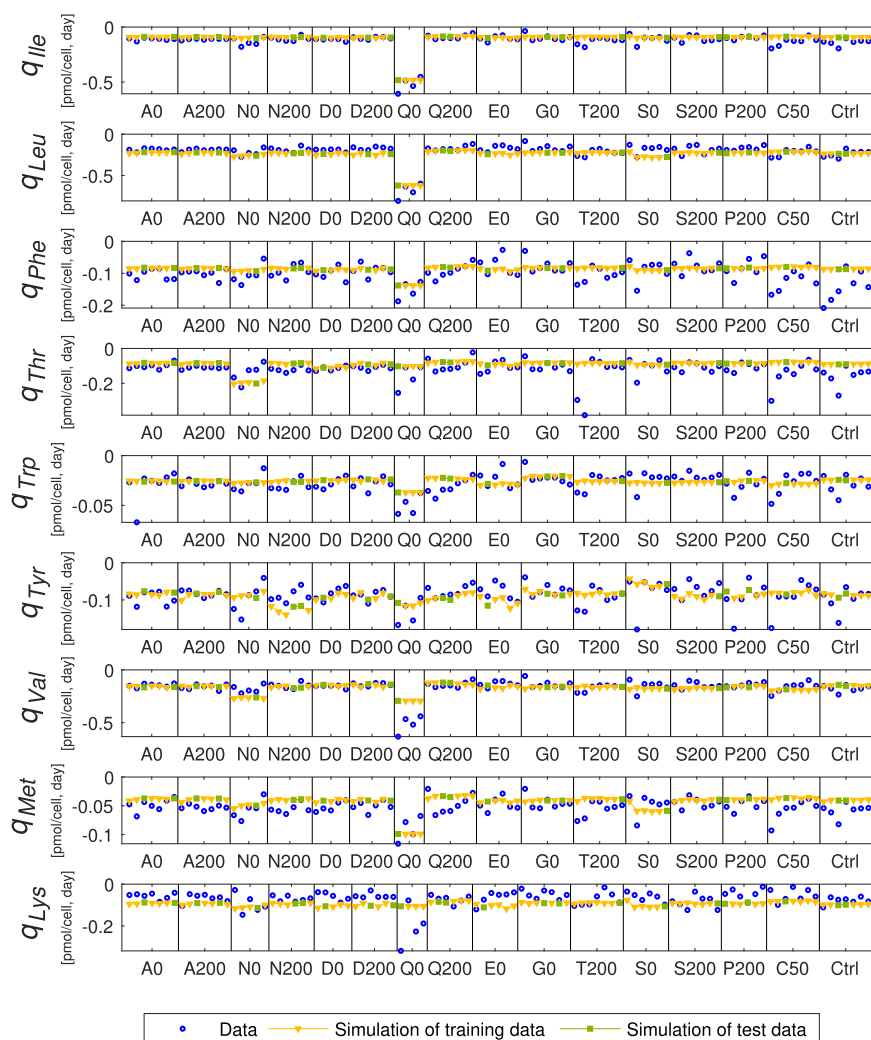 0
-0.5
q_Ile
[pmol/cell, day]
A0 A200 N0 N200 D0 D200 Q0 Q200 E0 G0 T200 S0 S200 P200 C50 Ctrl
0
-0.5
q_Leu
[pmol/cell, day]
A0 A200 N0 N200 D0 D200 Q0 Q200 E0 G0 T200 S0 S200 P200 C50 Ctrl
0
-0.1
-0.2
q_Phe
[pmol/cell, day]
A0 A200 N0 N200 D0 D200 Q0 Q200 E0 G0 T200 S0 S200 P200 C50 Ctrl
0
-0.2
q_Thr
[pmol/cell, day]
A0 A200 N0 N200 D0 D200 Q0 Q200 E0 G0 T200 S0 S200 P200 C50 Ctrl
0
-0.05
q_Trp
[pmol/cell, day]
A0 A200 N0 N200 D0 D200 Q0 Q200 E0 G0 T200 S0 S200 P200 C50 Ctrl
0
-0.1
q_Tyr
[pmol/cell, day]
A0 A200 N0 N200 D0 D200 Q0 Q200 E0 G0 T200 S0 S200 P200 C50 Ctrl
0
-0.5
q_Val
[pmol/cell, day]
A0 A200 N0 N200 D0 D200 Q0 Q200 E0 G0 T200 S0 S200 P200 C50 Ctrl
0
-0.05
-0.1
q_Met
[pmol/cell, day]
A0 A200 N0 N200 D0 D200 Q0 Q200 E0 G0 T200 S0 S200 P200 C50 Ctrl
0
-0.2
q_Lys
[pmol/cell, day]
A0 A200 N0 N200 D0 D200 Q0 Q200 E0 G0 T200 S0 S200 P200 C50 Ctrl
Data Simulation of training data Simulation of test data